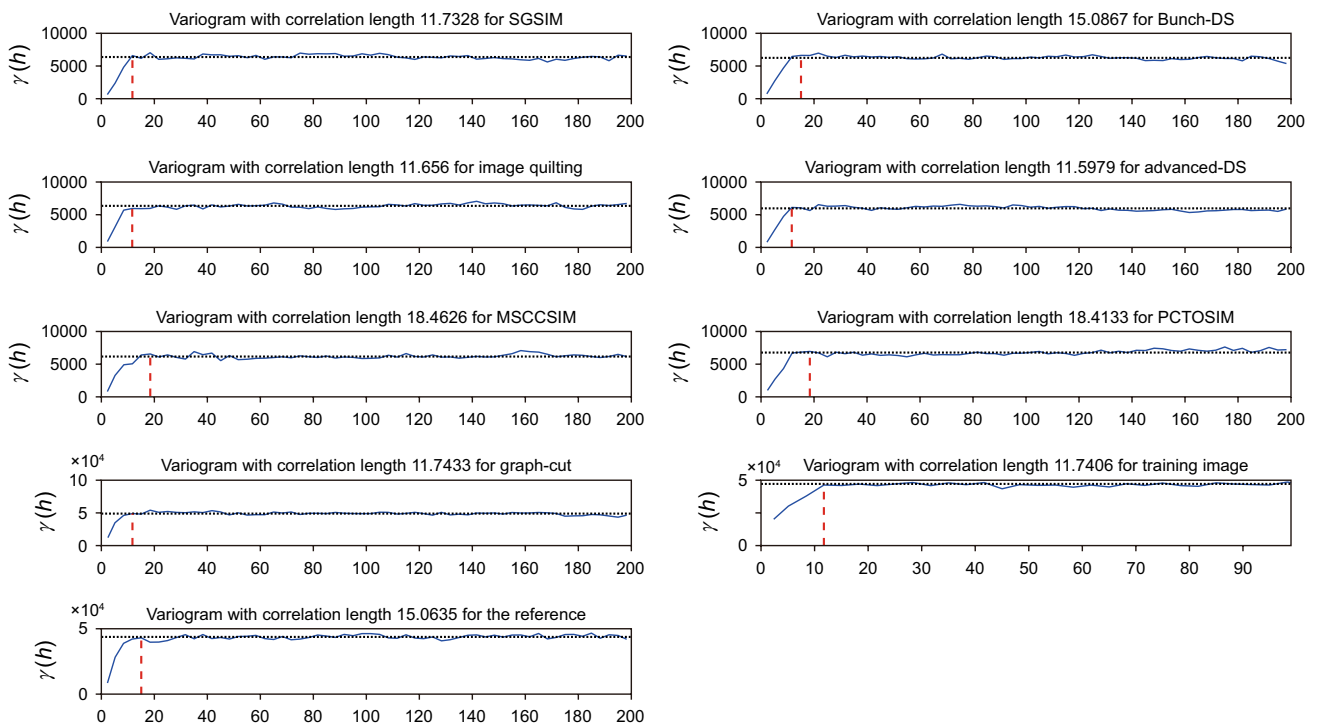 Variogram with correlation length 11.7328 for SGSIM
10000
5000
0
γ(h)
0 20 40 60 80 100 120 140 160 180 200
Variogram with correlation length 15.0867 for Bunch-DS
10000
5000
0
γ(h)
0 20 40 60 80 100 120 140 160 180 200
Variogram with correlation length 11.656 for image quilting
10000
5000
0
γ(h)
0 20 40 60 80 100 120 140 160 180 200
Variogram with correlation length 11.5979 for advanced-DS
10000
5000
0
γ(h)
0 20 40 60 80 100 120 140 160 180 200
Variogram with correlation length 18.4626 for MSCCSIM
10000
5000
0
γ(h)
0 20 40 60 80 100 120 140 160 180 200
Variogram with correlation length 18.4133 for PCTOSIM
10000
5000
0
γ(h)
0 20 40 60 80 100 120 140 160 180 200
×10⁴
Variogram with correlation length 11.7433 for graph-cut
10
5
0
γ(h)
0 20 40 60 80 100 120 140 160 180 200
×10⁴
Variogram with correlation length 11.7406 for training image
5
0
γ(h)
0 10 20 30 40 50 60 70 80 90
×10⁴
Variogram with correlation length 15.0635 for the reference
5
0
γ(h)
0 20 40 60 80 100 120 140 160 180 200